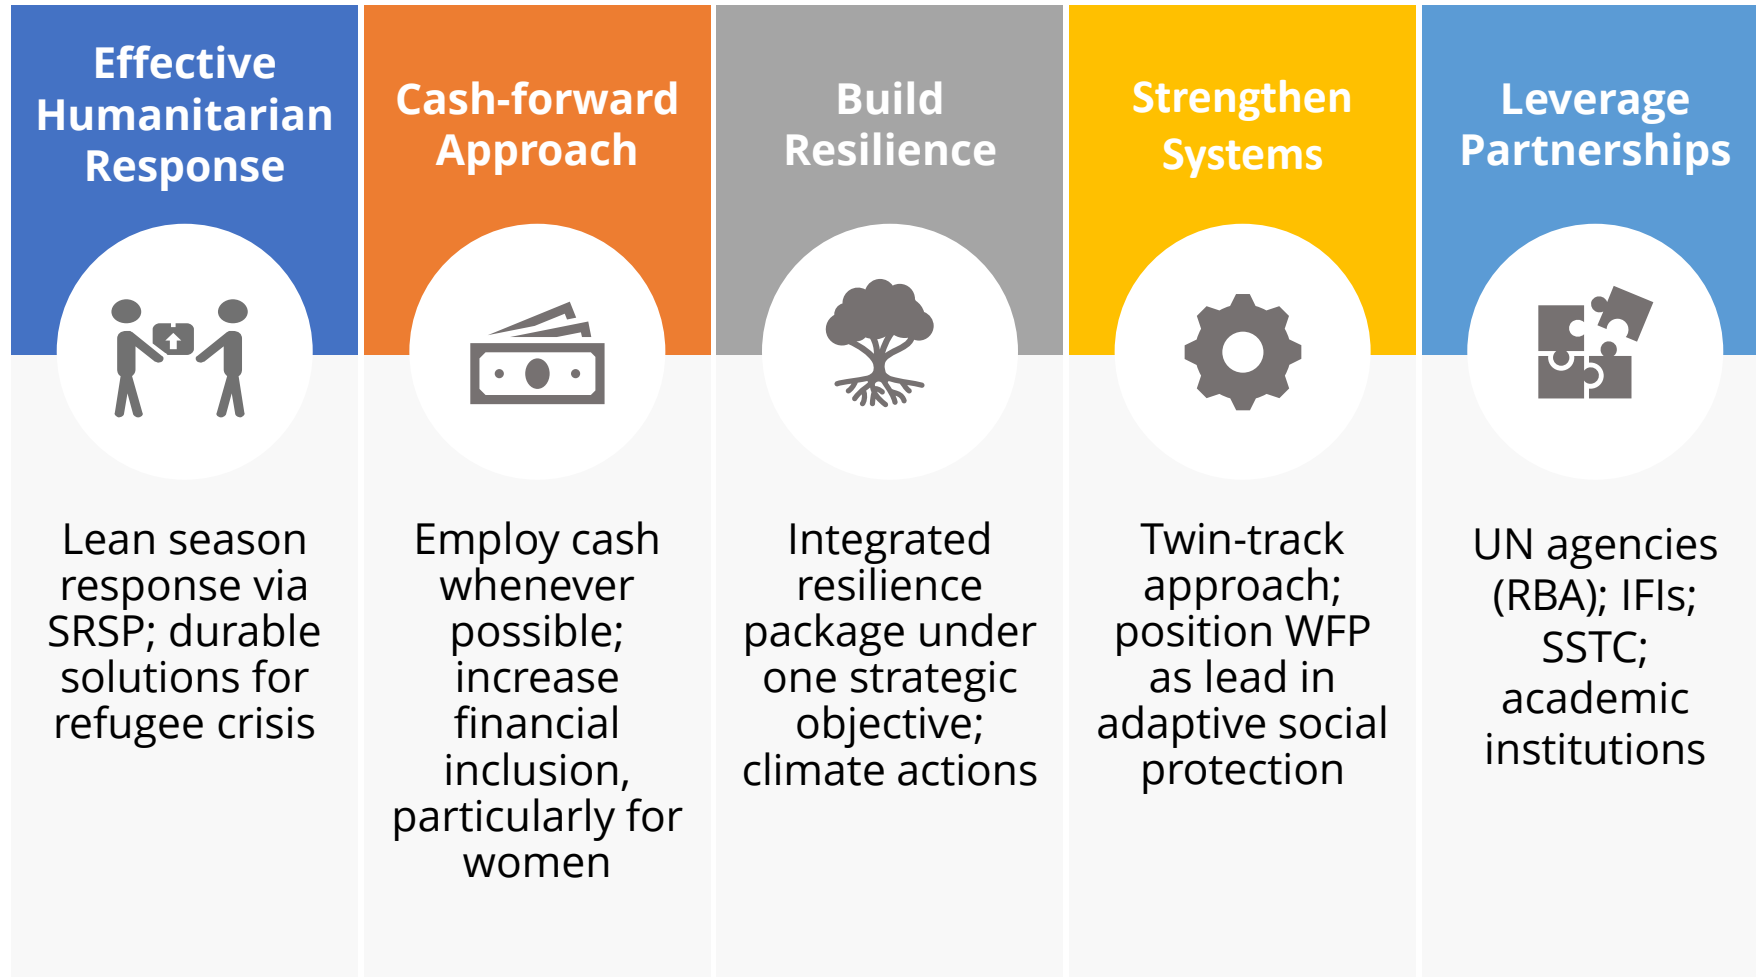 Effective
Humanitarian
Response
Lean season
response via
SRSP; durable
solutions for
refugee crisis
Cash-forward
Approach
Employ cash
whenever
possible;
increase
financial
inclusion,
particularly for
women
Build
Resilience
Integrated
resilience
package under
one strategic
objective;
climate actions
Strengthen
Systems
Twin-track
approach;
position WFP
as lead in
adaptive social
protection
Leverage
Partnerships
UN agencies
(RBA); IFIs;
SSTC;
academic
institutions